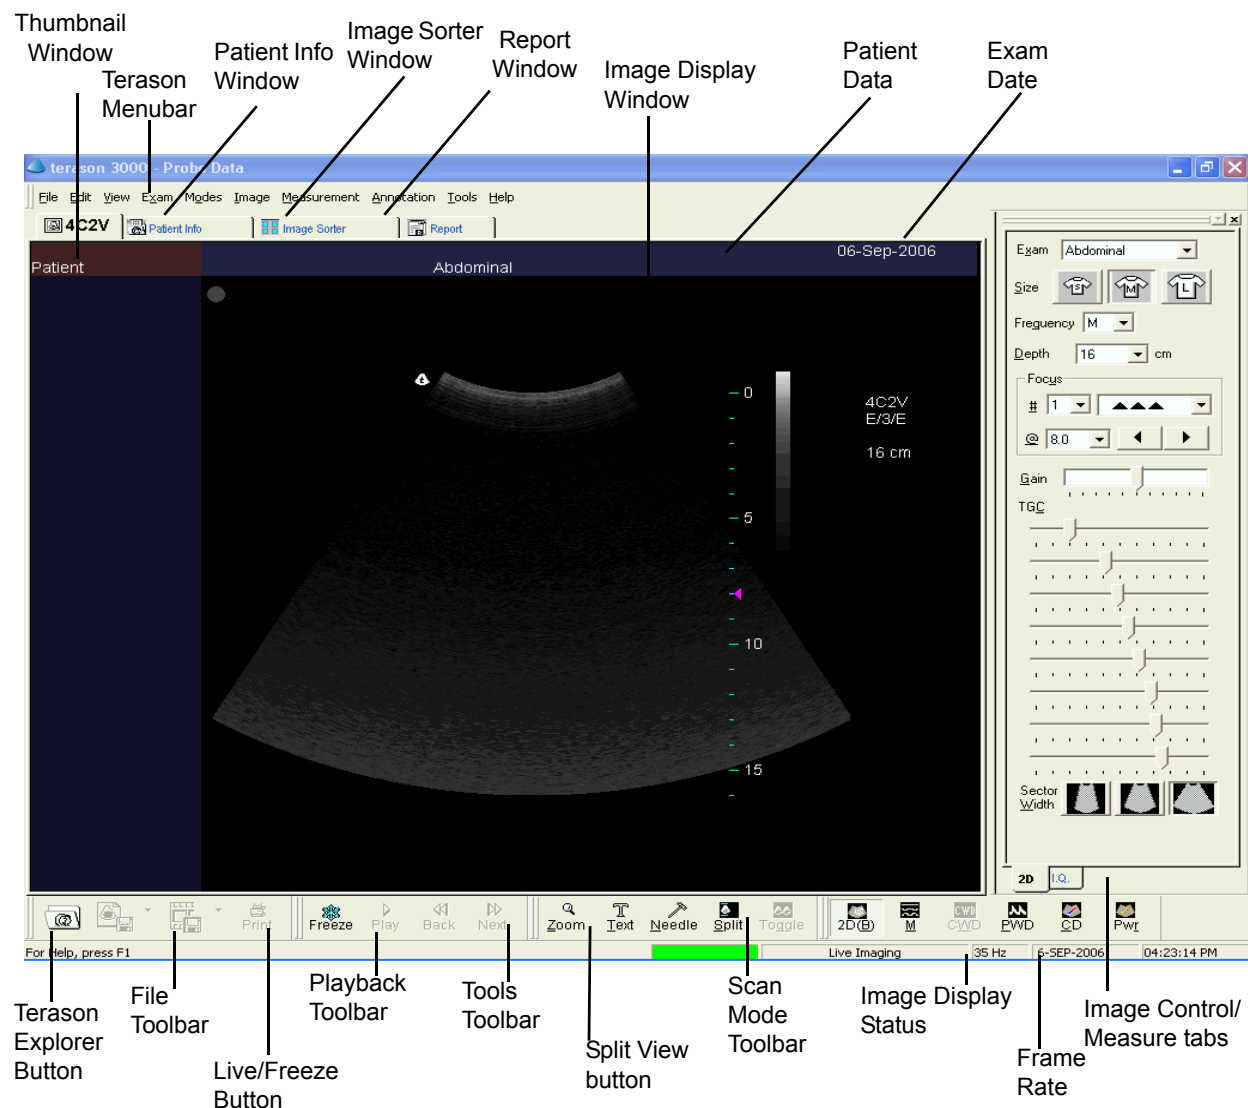 Thumbnail
Window
Terason
Menubar
Patient Info
Window
Image Sorter
Window
Report
Window
Image Display
Window
Patient
Data
Exam
Date
terason 3000 - Probe Data
File Edit View Exam Modes Image Measurement Annotation Tools Help
4C2V Patient Info Image Sorter Report
06-Sep-2006
Patient
Abdominal
0
5
10
15
4C2V
E/3/E
16 cm
Exam Abdominal
Size S M L
Freguency M
Depth 16 cm
Focus
# 1
@ 8.0
Gain
TGC
Sector
Width
2D I.Q.
Print Freeze Play Back Next Zoom Text Needle Split Toggle 2D(B) M CWD PWD CD Pwr
CWD
For Help, press F1
Live Imaging 35 Hz 6-SEP-2006 04:23:14 PM
Terason
Explorer
Button
File
Toolbar
Live/Freeze
Button
Playback
Toolbar
Tools
Toolbar
Split View
button
Scan
Mode
Toolbar
Image Display
Status
Frame
Rate
Image Control/
Measure tabs